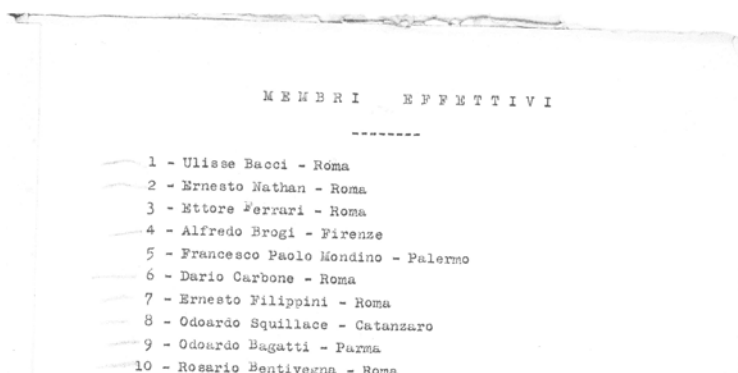 MEMBRI EFFETTIVI
--------
1 - Ulisse Bacci - Roma
2 - Ernesto Nathan - Roma
3 - Ettore Ferrari - Roma
4 - Alfredo Brogi - Firenze
5 - Francesco Paolo Mondino - Palermo
6 - Dario Carbone - Roma
7 - Ernesto Filippini - Roma
8 - Odoardo Squillace - Catanzaro
9 - Odoardo Bagatti - Parma
10 - Rosario Bentivegna - Roma